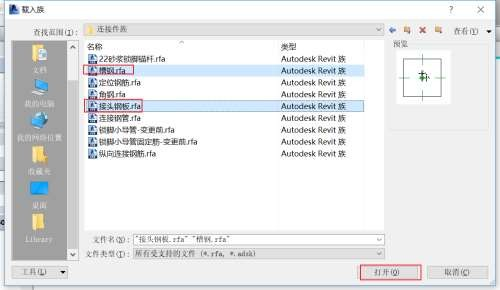 载入族
查找范围(I): 连接件族 查看(V)
名称 类型 预览
22砂浆锁脚锚杆.rfa Autodesk Revit 族
槽钢.rfa Autodesk Revit 族
定位钢筋.rfa Autodesk Revit 族
角钢.rfa Autodesk Revit 族
接头钢板.rfa Autodesk Revit 族
连接钢管.rfa Autodesk Revit 族
锁脚小导管-变更前.rfa Autodesk Revit 族
锁脚小导管固定筋-变更前.rfa Autodesk Revit 族
纵向连接钢筋.rfa Autodesk Revit 族
文档
我的电脑
我的网络位置
收藏夹
桌面
Library
文件名(N): "接头钢板.rfa" "槽钢.rfa"
文件类型(T): 所有受支持的文件 (*.rfa, *.adsk)
工具(L) 打开(O) 取消(C)